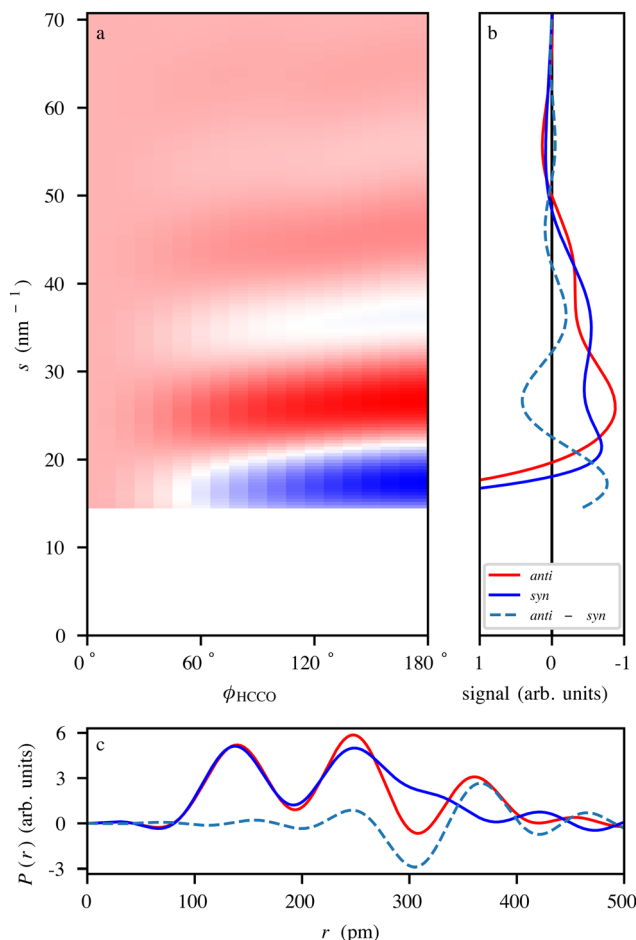 a
70
60
50
40
30
20
10
0
s (nm⁻¹)
0° 60° 120° 180°
ϕHCCO
b
anti
syn
anti − syn
1 0 -1
signal (arb. units)
c
6
3
0
-3
P(r) (arb. units)
0 100 200 300 400 500
r (pm)